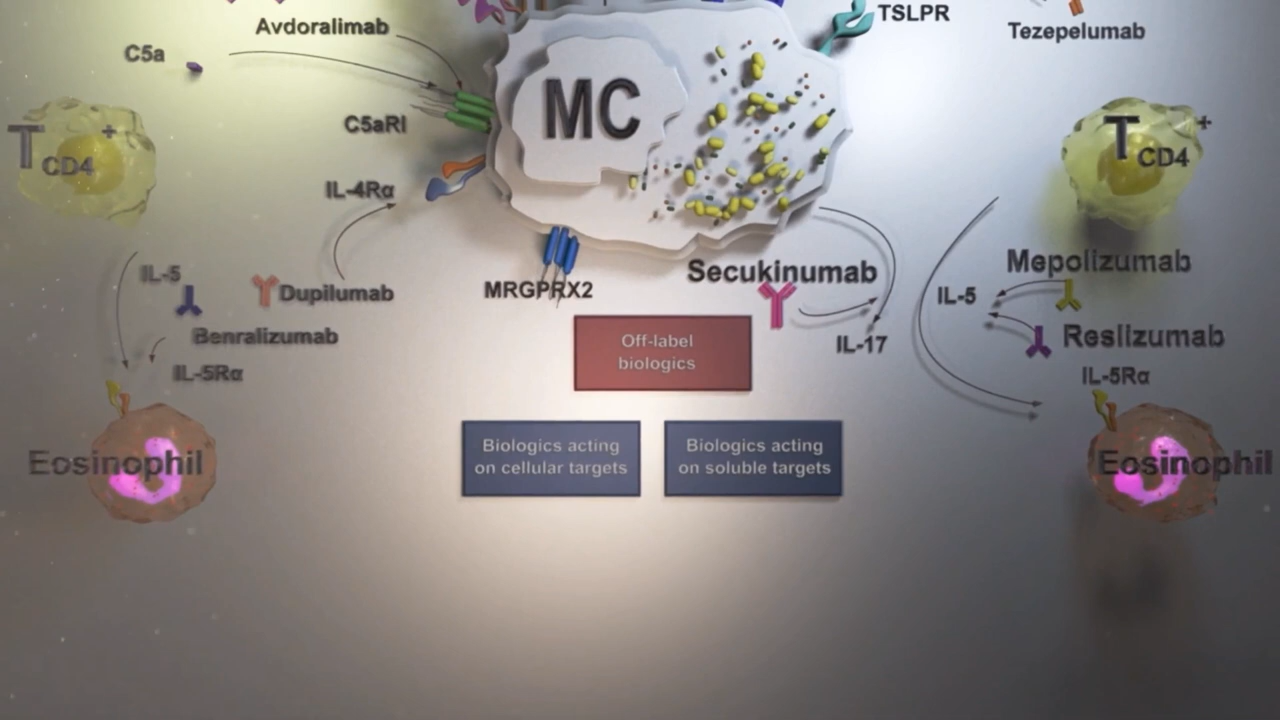 TSLPR
Avdoralimab
Tezepelumab
C5a
MC
C5aRI
T CD4 +
T CD4 +
IL-4Rα
Mepolizumab
IL-5
Secukinumab
MRGPRX2
Dupilumab
IL-5
Benralizumab
Reslizumab
IL-17
Off-label
biologics
IL-5Rα
IL-5Rα
Biologics acting
on cellular targets
Biologics acting
on soluble targets
Eosinophil
Eosinophil